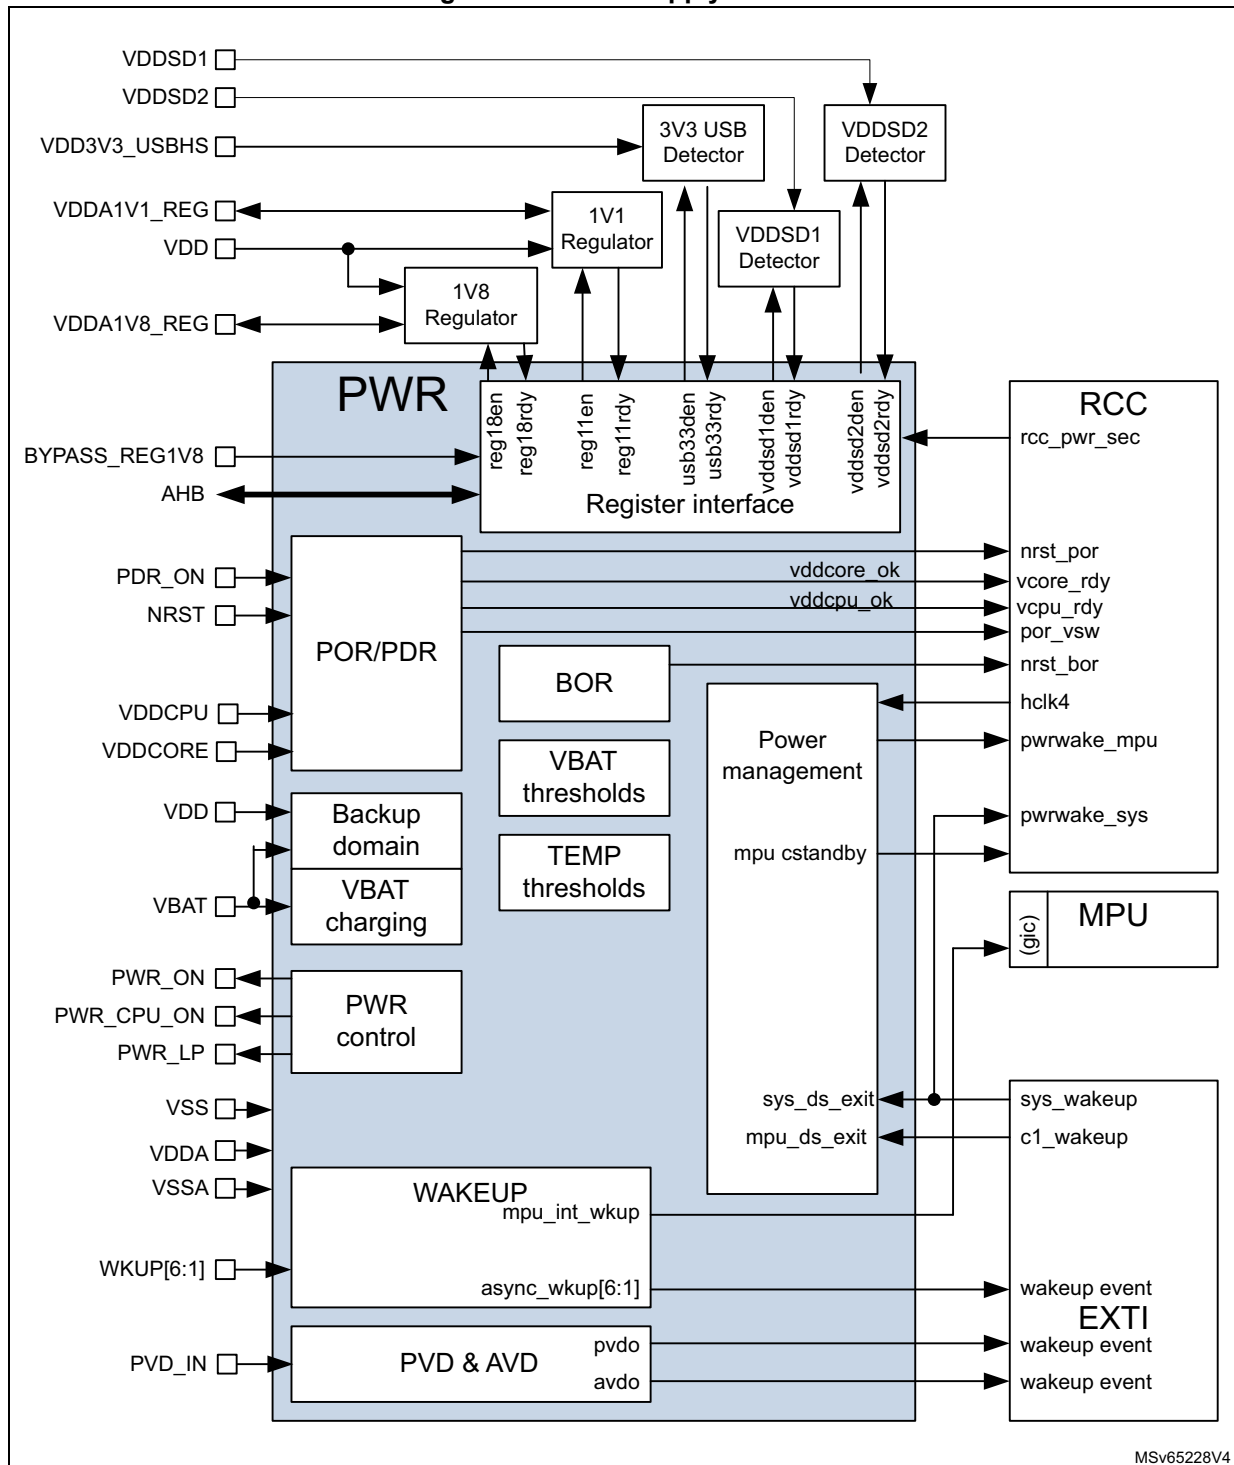 VDDSD1
VDDSD2
VDD3V3_USBHS
3V3 USB
Detector
VDDSD2
Detector
VDDA1V1_REG
VDD
1V1
Regulator
VDDSD1
Detector
1V8
Regulator
VDDA1V8_REG
PWR
reg18en
reg18rdy
reg11en
reg11rdy
usb33den
usb33rdy
vddsd1den
vddsd1rdy
vddsd2den
vddsd2rdy
Register interface
BYPASS_REG1V8
AHB
RCC
rcc_pwr_sec
PDR_ON
NRST
POR/PDR
VDDCPU
VDDCORE
vddcore_ok
vddcpu_ok
nrst_por
vcore_rdy
vcpu_rdy
por_vsw
nrst_bor
hclk4
pwrwake_mpu
pwrwake_sys
BOR
VBAT
thresholds
TEMP
thresholds
Power
management
mpu cstandby
VDD
Backup
domain
VBAT
VBAT
charging
(gic)
MPU
PWR_ON
PWR_CPU_ON
PWR_LP
PWR
control
VSS
VDDA
VSSA
sys_ds_exit
mpu_ds_exit
sys_wakeup
c1_wakeup
WAKEUP
mpu_int_wkup
WKUP[6:1]
async_wkup[6:1]
wakeup event
EXTI
PVD_IN
PVD & AVD
pvdo
avdo
wakeup event
wakeup event
MSv65228V4